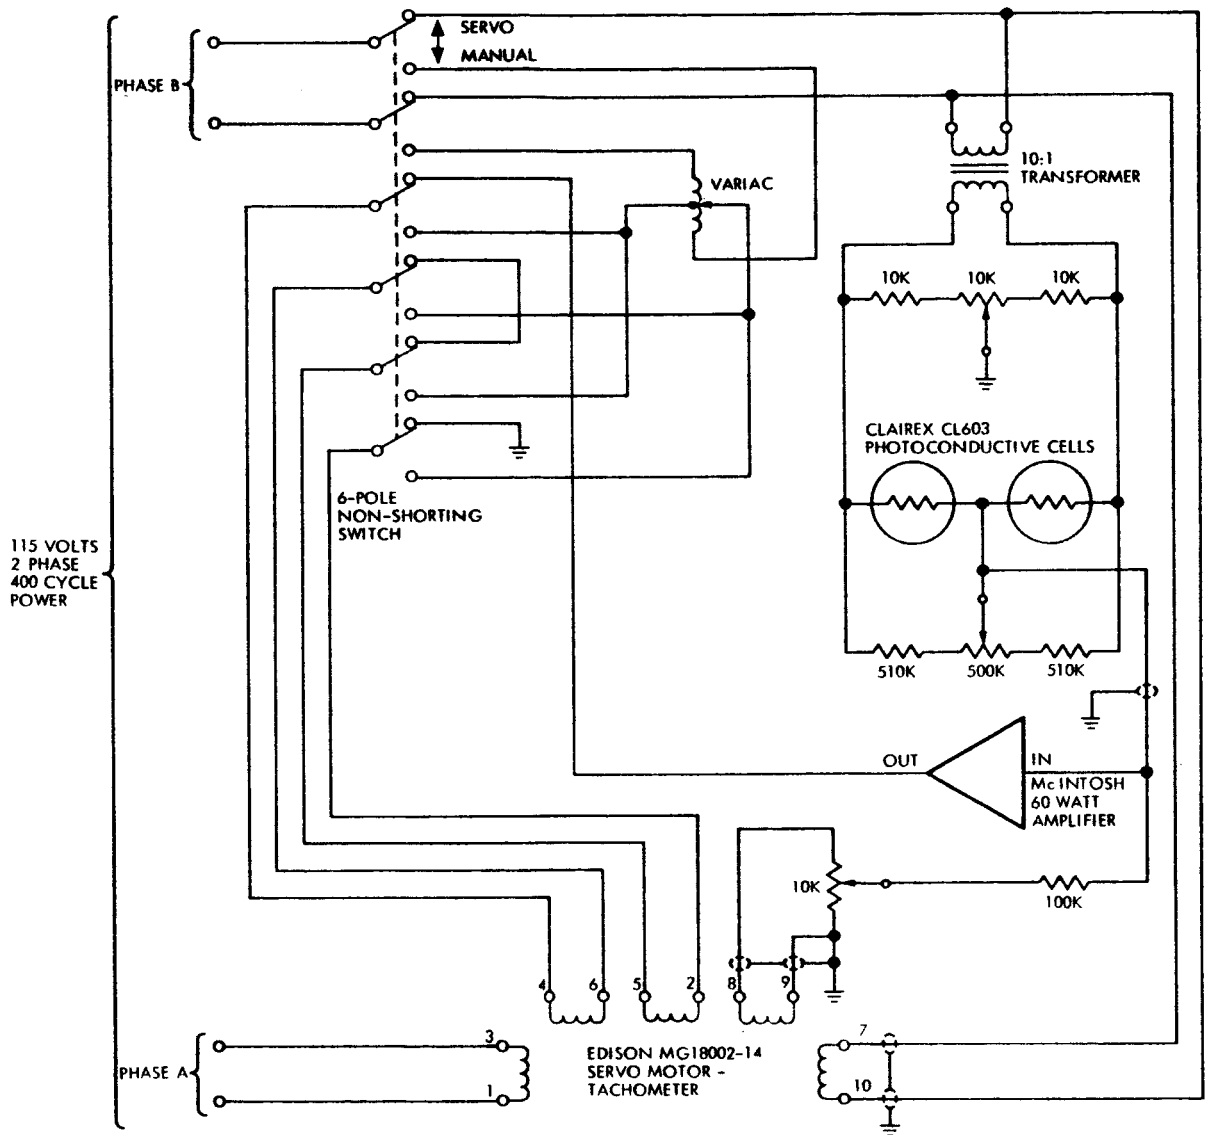 SERVO
MANUAL
PHASE B
10:1
TRANSFORMER
VARIAC
10K
10K
10K
CLAIREX CL603
PHOTOCONDUCTIVE CELLS
6-POLE
NON-SHORTING
SWITCH
115 VOLTS
2 PHASE
400 CYCLE
POWER
510K
500K
510K
OUT
IN
McINTOSH
60 WATT
AMPLIFIER
10K
100K
4
6
5
2
8
9
3
7
EDISON MG18002-14
SERVO MOTOR -
TACHOMETER
PHASE A
1
10